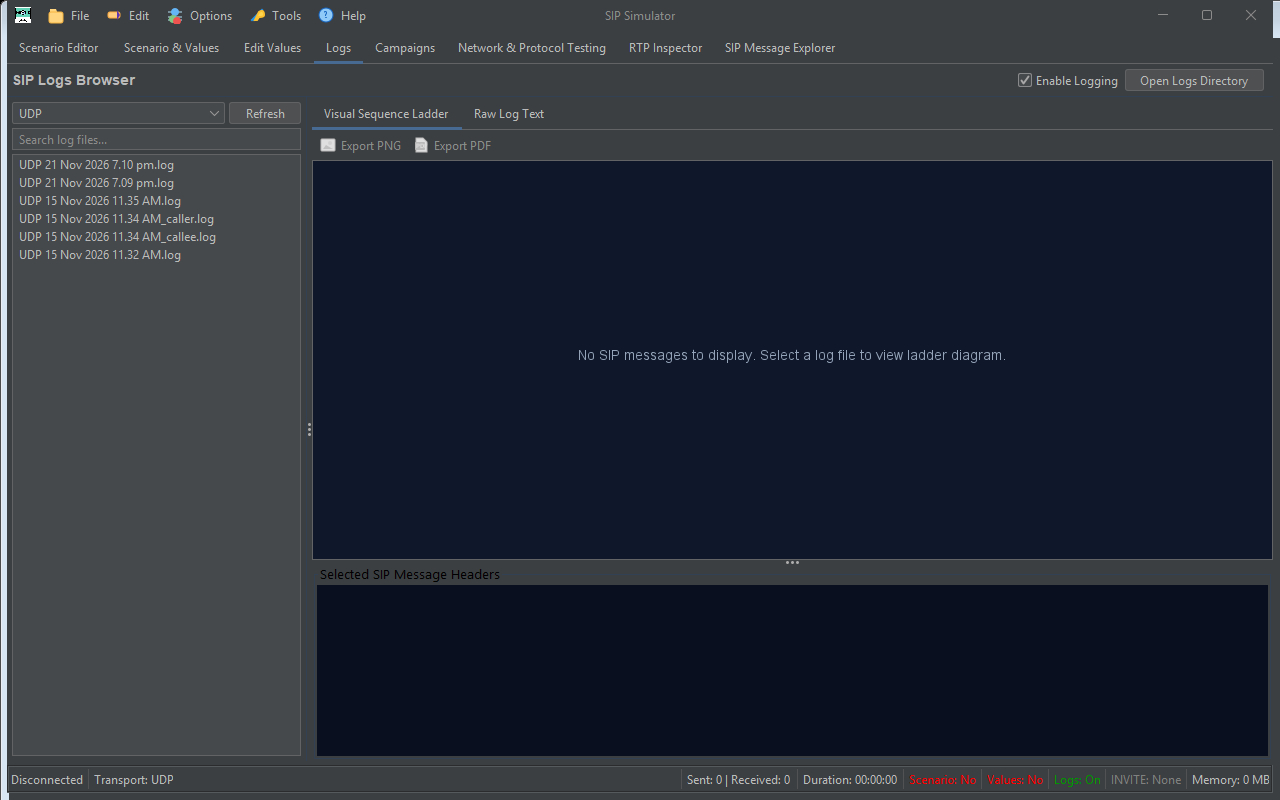 File Edit Options Tools Help SIP Simulator
Scenario Editor Scenario & Values Edit Values Logs Campaigns Network & Protocol Testing RTP Inspector SIP Message Explorer
SIP Logs Browser Enable Logging Open Logs Directory
UDP Refresh Visual Sequence Ladder Raw Log Text
Search log files... Export PNG Export PDF
UDP 21 Nov 2026 7.10 pm.log
UDP 21 Nov 2026 7.09 pm.log
UDP 15 Nov 2026 11.35 AM.log
UDP 15 Nov 2026 11.34 AM_caller.log
UDP 15 Nov 2026 11.34 AM_callee.log
UDP 15 Nov 2026 11.32 AM.log
No SIP messages to display. Select a log file to view ladder diagram.
Selected SIP Message Headers
Disconnected Transport: UDP Sent: 0 | Received: 0 Duration: 00:00:00 Scenario: No Values: No Logs: On INVITE: None Memory: 0 MB